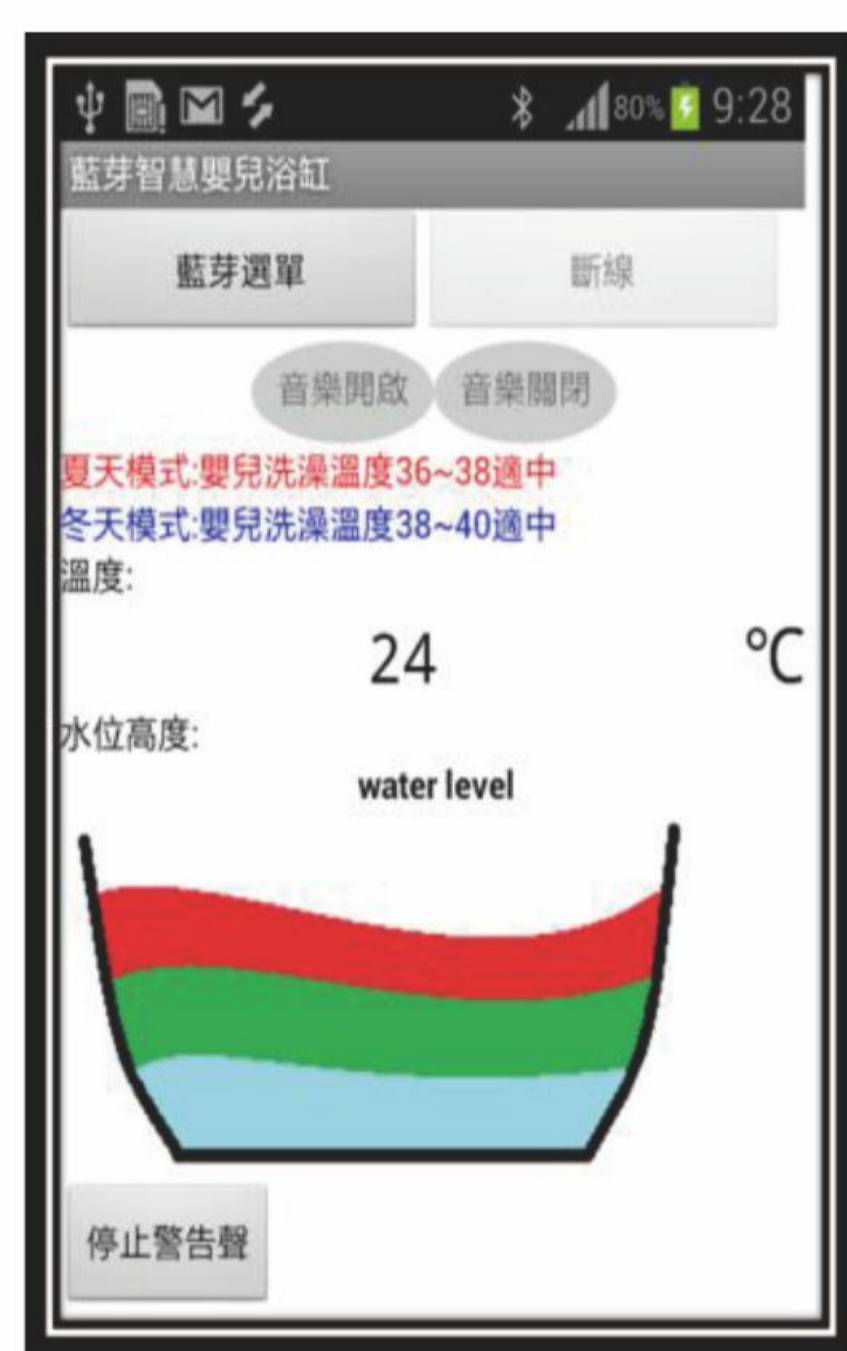 80% 9:28
藍芽智慧嬰兒浴缸
藍芽選單 斷線
音樂開啟 音樂關閉
夏天模式:嬰兒洗澡溫度36~38適中
冬天模式:嬰兒洗澡溫度38~40適中
溫度:
24 °C
水位高度:
water level
停止警告聲